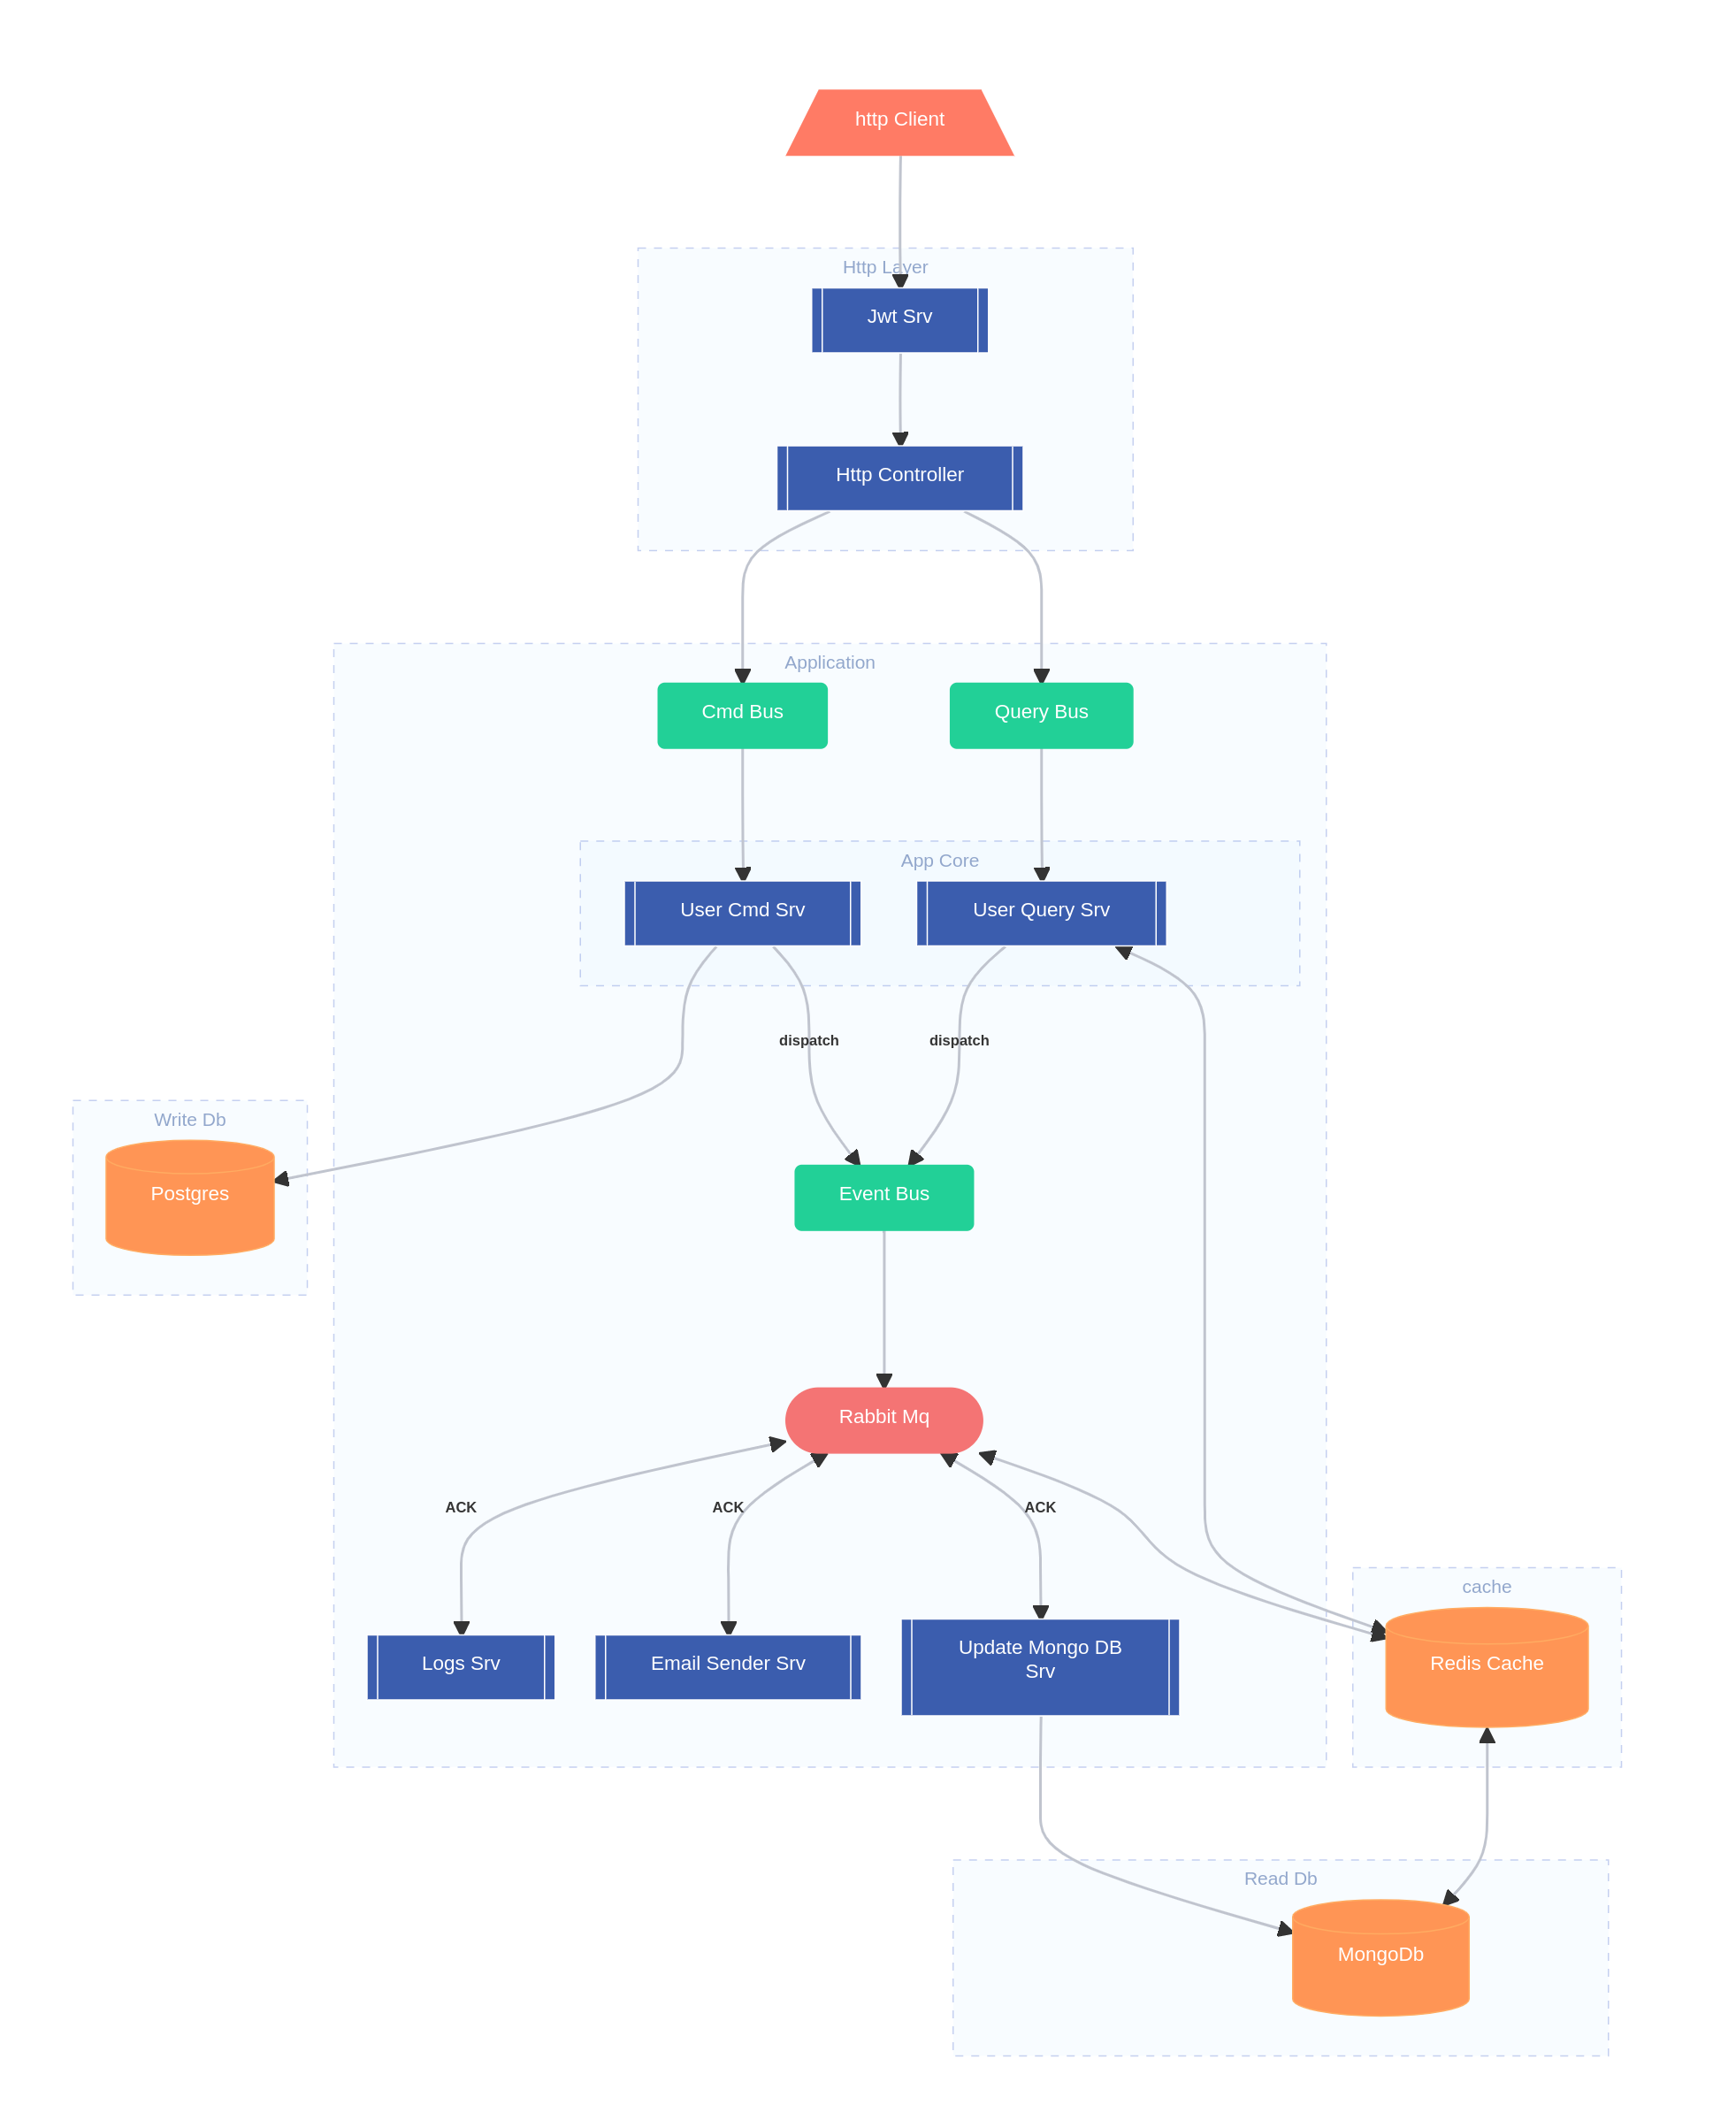 http Client
Http Layer
Jwt Srv
Http Controller
Application
Cmd Bus
Query Bus
App Core
User Cmd Srv
User Query Srv
dispatch
dispatch
Write Db
Postgres
Event Bus
Rabbit Mq
ACK
ACK
ACK
cache
Logs Srv
Email Sender Srv
Update Mongo DB
Srv
Redis Cache
Read Db
MongoDb